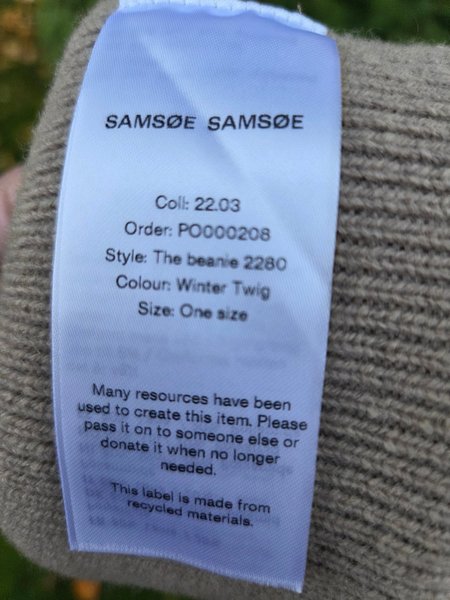 SAMSØE SAMSØE
Coll: 22.03
Order: PO000208
Style: The beanie 2280
Colour: Winter Twig
Size: One size
Many resources have been
used to create this item. Please
pass it on to someone else or
donate it when no longer
needed.
This label is made from
recycled materials.